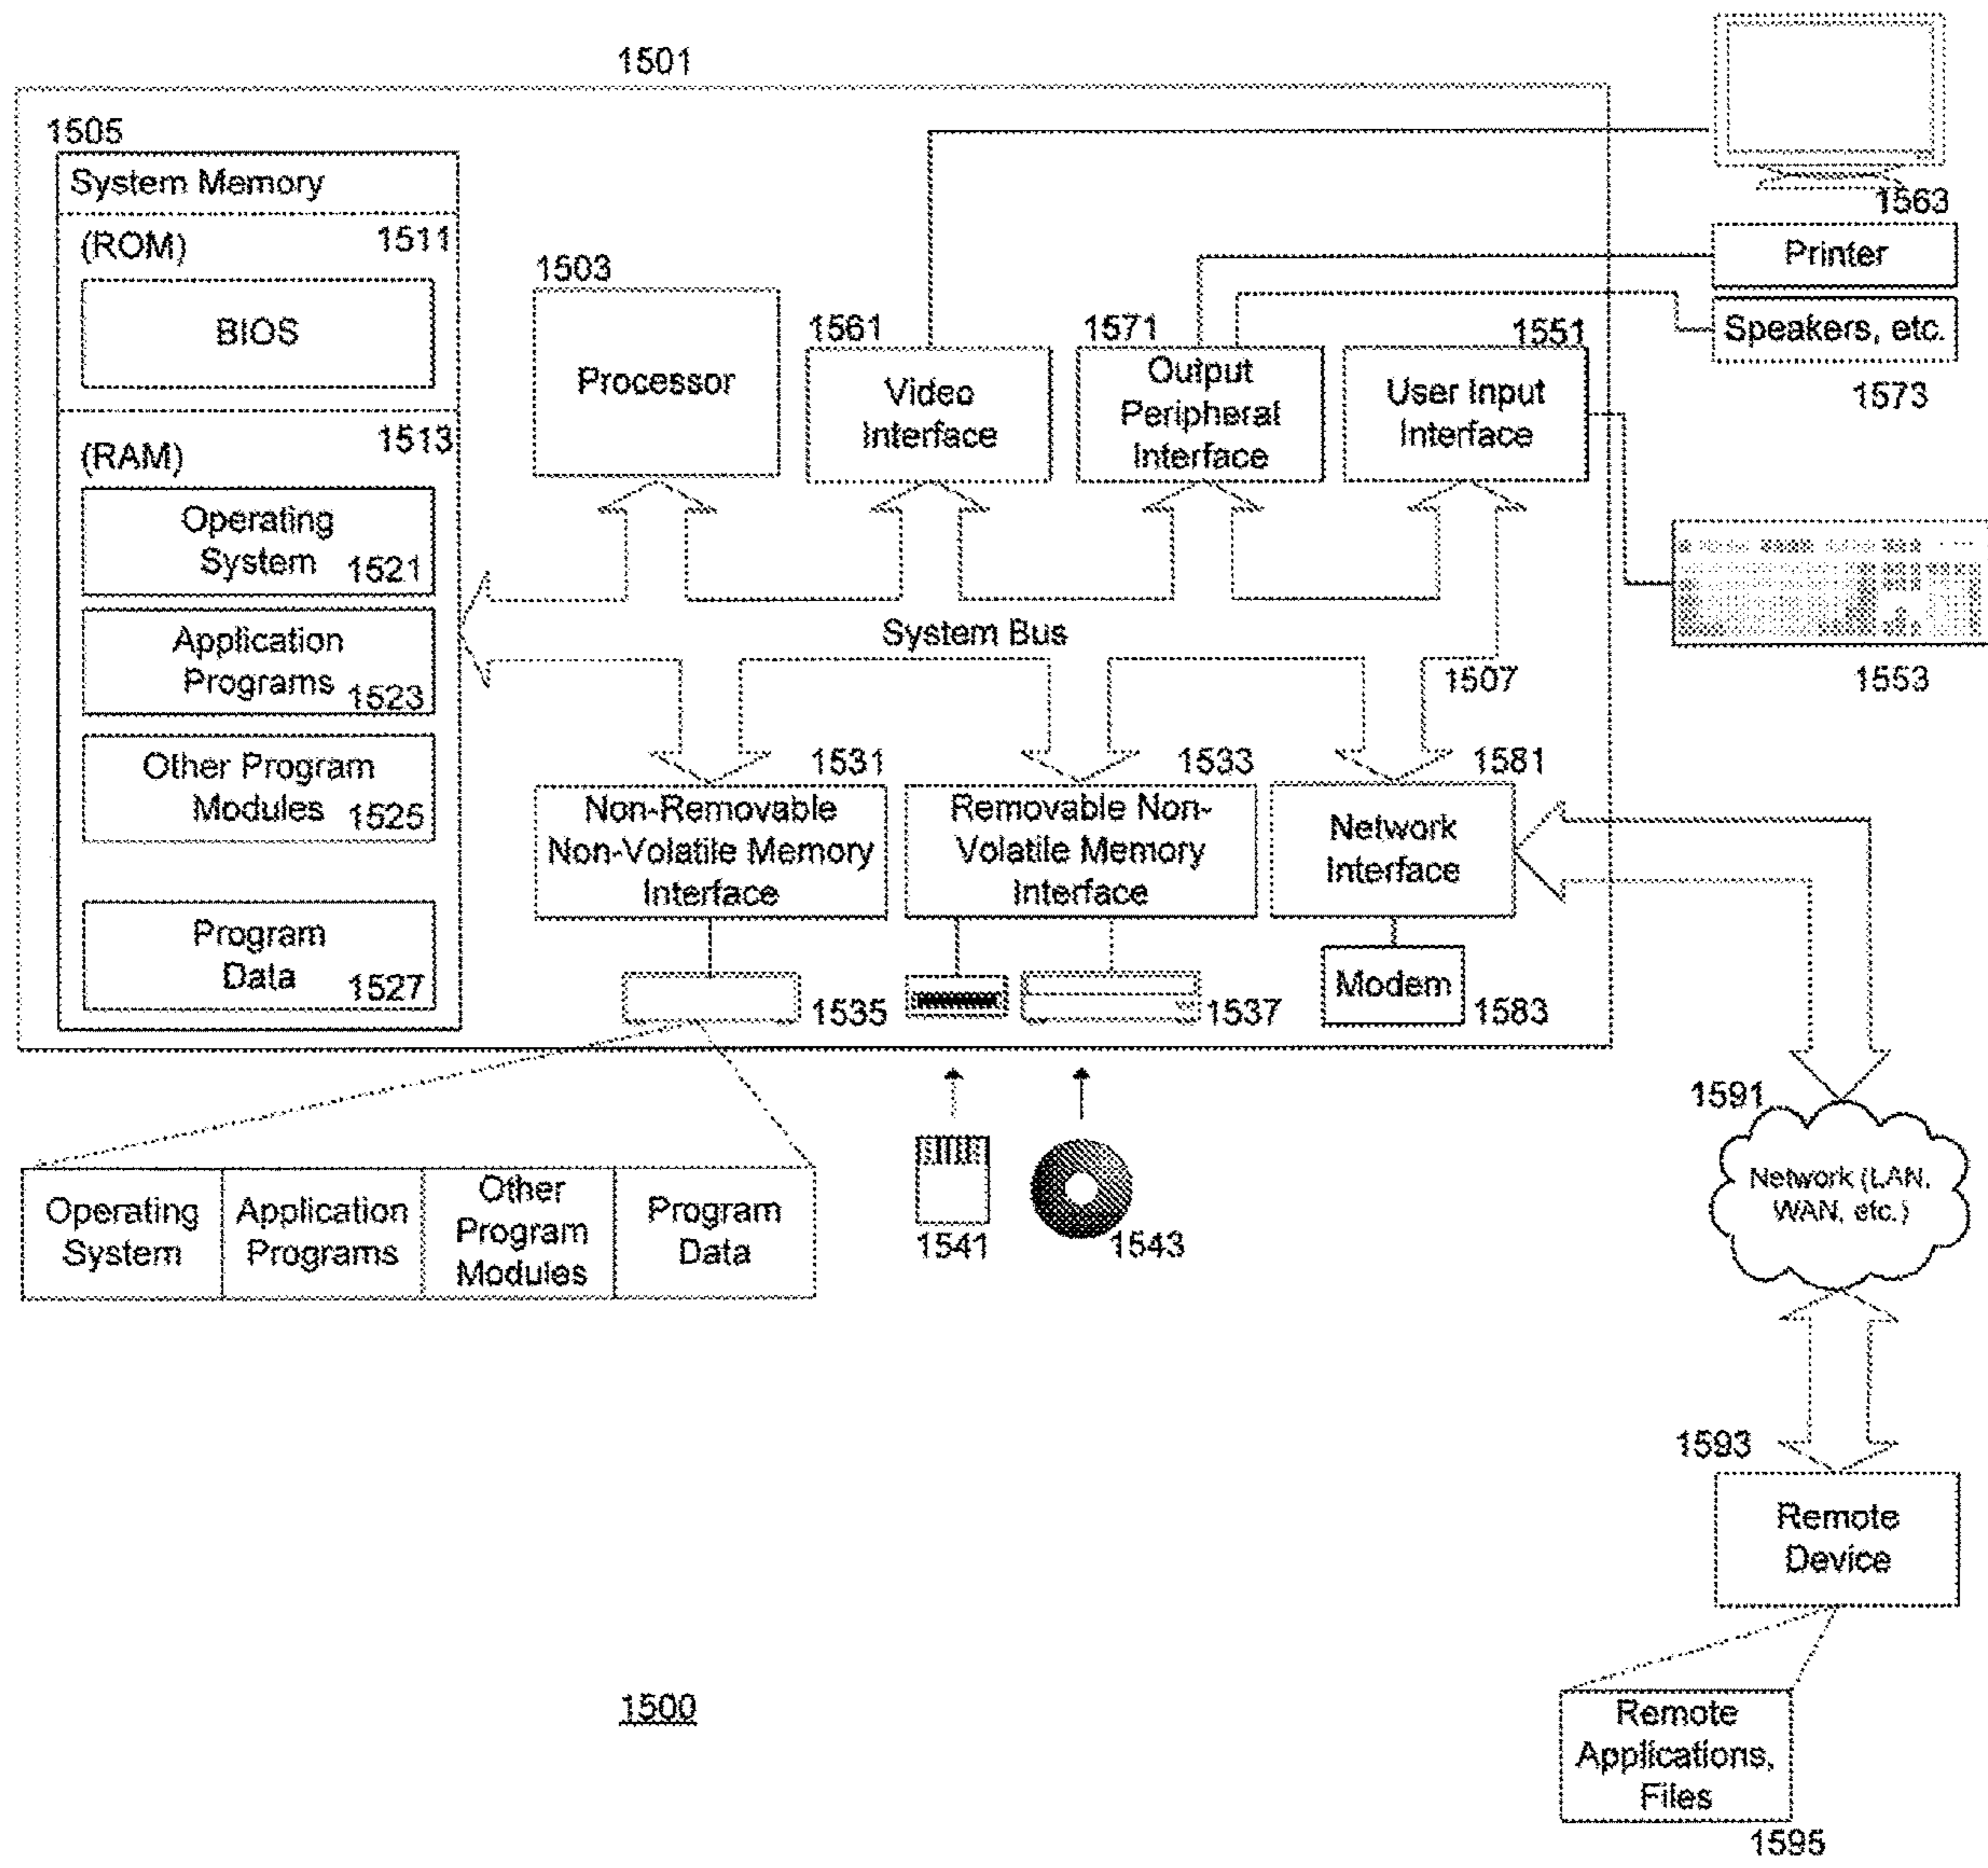 1501
1505
System Memory
(ROM)
1511
BIOS
1513
(RAM)
Operating
System
1521
Application
Programs
1523
Other Program
Modules
1525
Program
Data
1527
1503
Processor
1561
Video
Interface
1571
Output
Peripheral
Interface
1551
User Input
Interface
1563
Printer
Speakers, etc.
1573
1553
System Bus
1507
1531
Non-Removable
Non-Volatile Memory
Interface
1533
Removable Non-
Volatile Memory
Interface
1581
Network
Interface
1535
1537
Modem
1583
Operating
System
Application
Programs
Other
Program
Modules
Program
Data
1541
1543
1591
Network (LAN,
WAN, etc.)
1593
Remote
Device
Remote
Applications,
Files
1595
1500